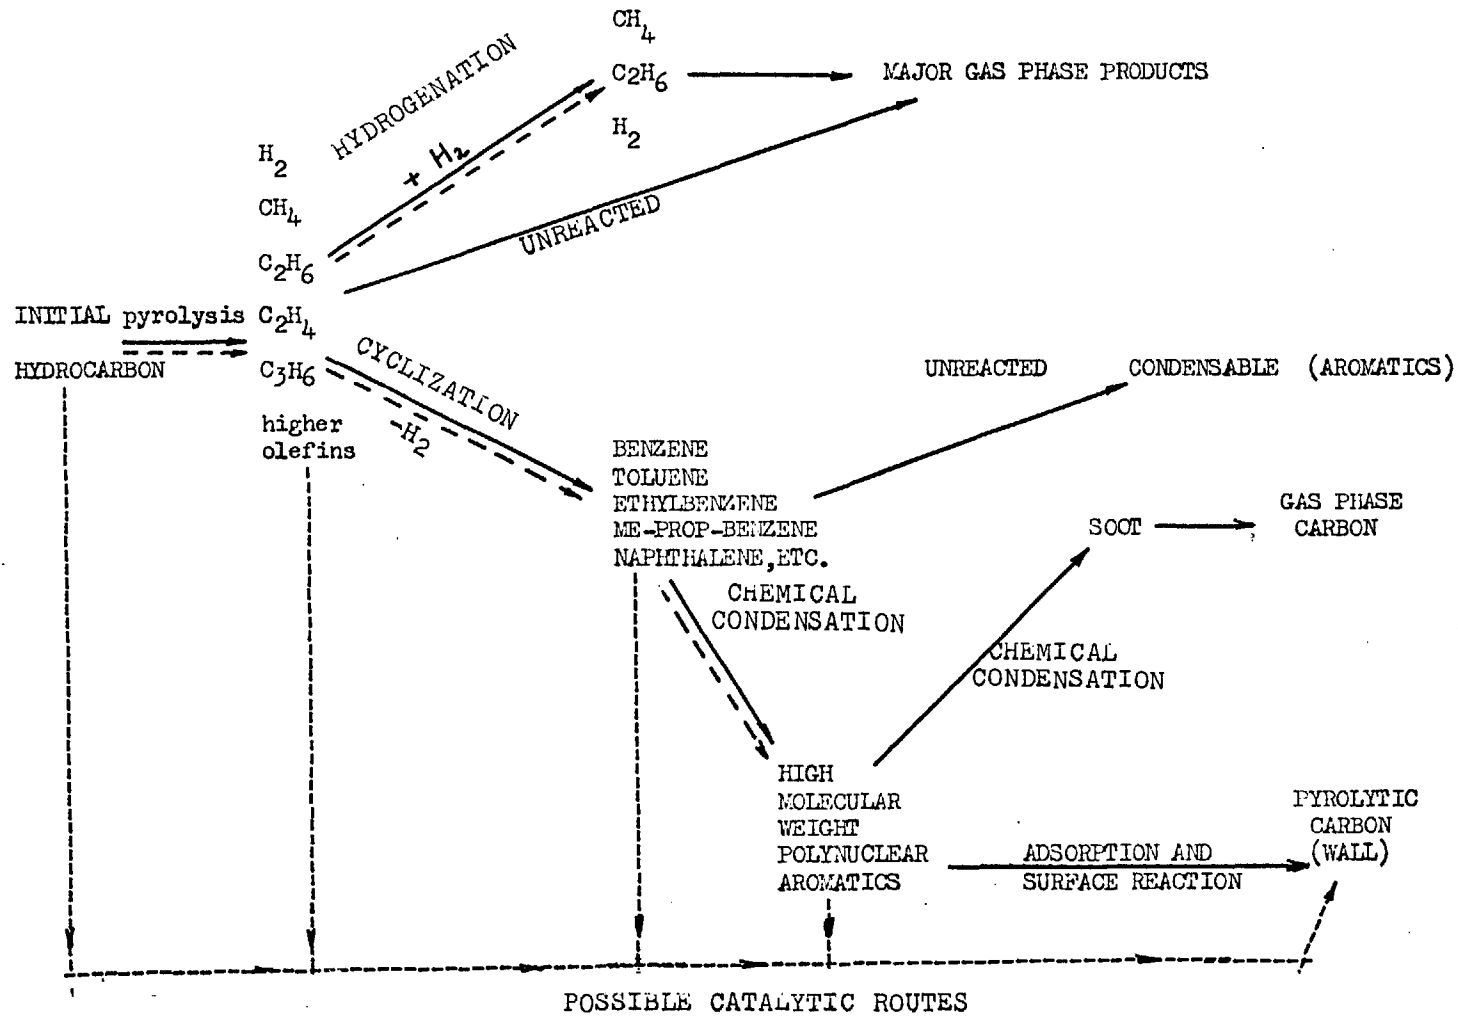 CH4
C2H6
H2
MAJOR GAS PHASE PRODUCTS
HYDROGENATION
+ H2
UNREACTED
H2
CH4
C2H6
C2H4
C3H6
higher
olefins
INITIAL pyrolysis
HYDROCARBON
CYCLIZATION
-H2
BENZENE
TOLUENE
ETHYLBENZENE
ME-PROP-BENZENE
NAPHTHALENE,ETC.
UNREACTED
CONDENSABLE (AROMATICS)
CHEMICAL
CONDENSATION
SOOT
GAS PHASE
CARBON
CHEMICAL
CONDENSATION
HIGH
MOLECULAR
WEIGHT
POLYNUCLEAR
AROMATICS
ADSORPTION AND
SURFACE REACTION
PYROLYTIC
CARBON
(WALL)
POSSIBLE CATALYTIC ROUTES